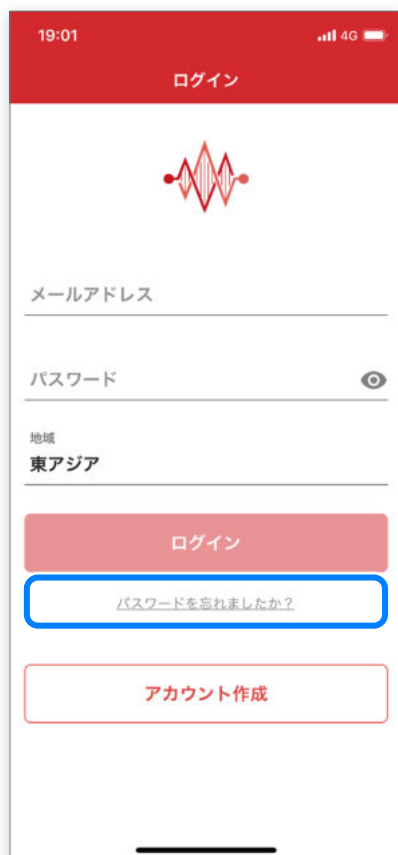 19:01
4G
ログイン
メールアドレス
パスワード
地域
東アジア
ログイン
パスワードを忘れましたか？
アカウント作成